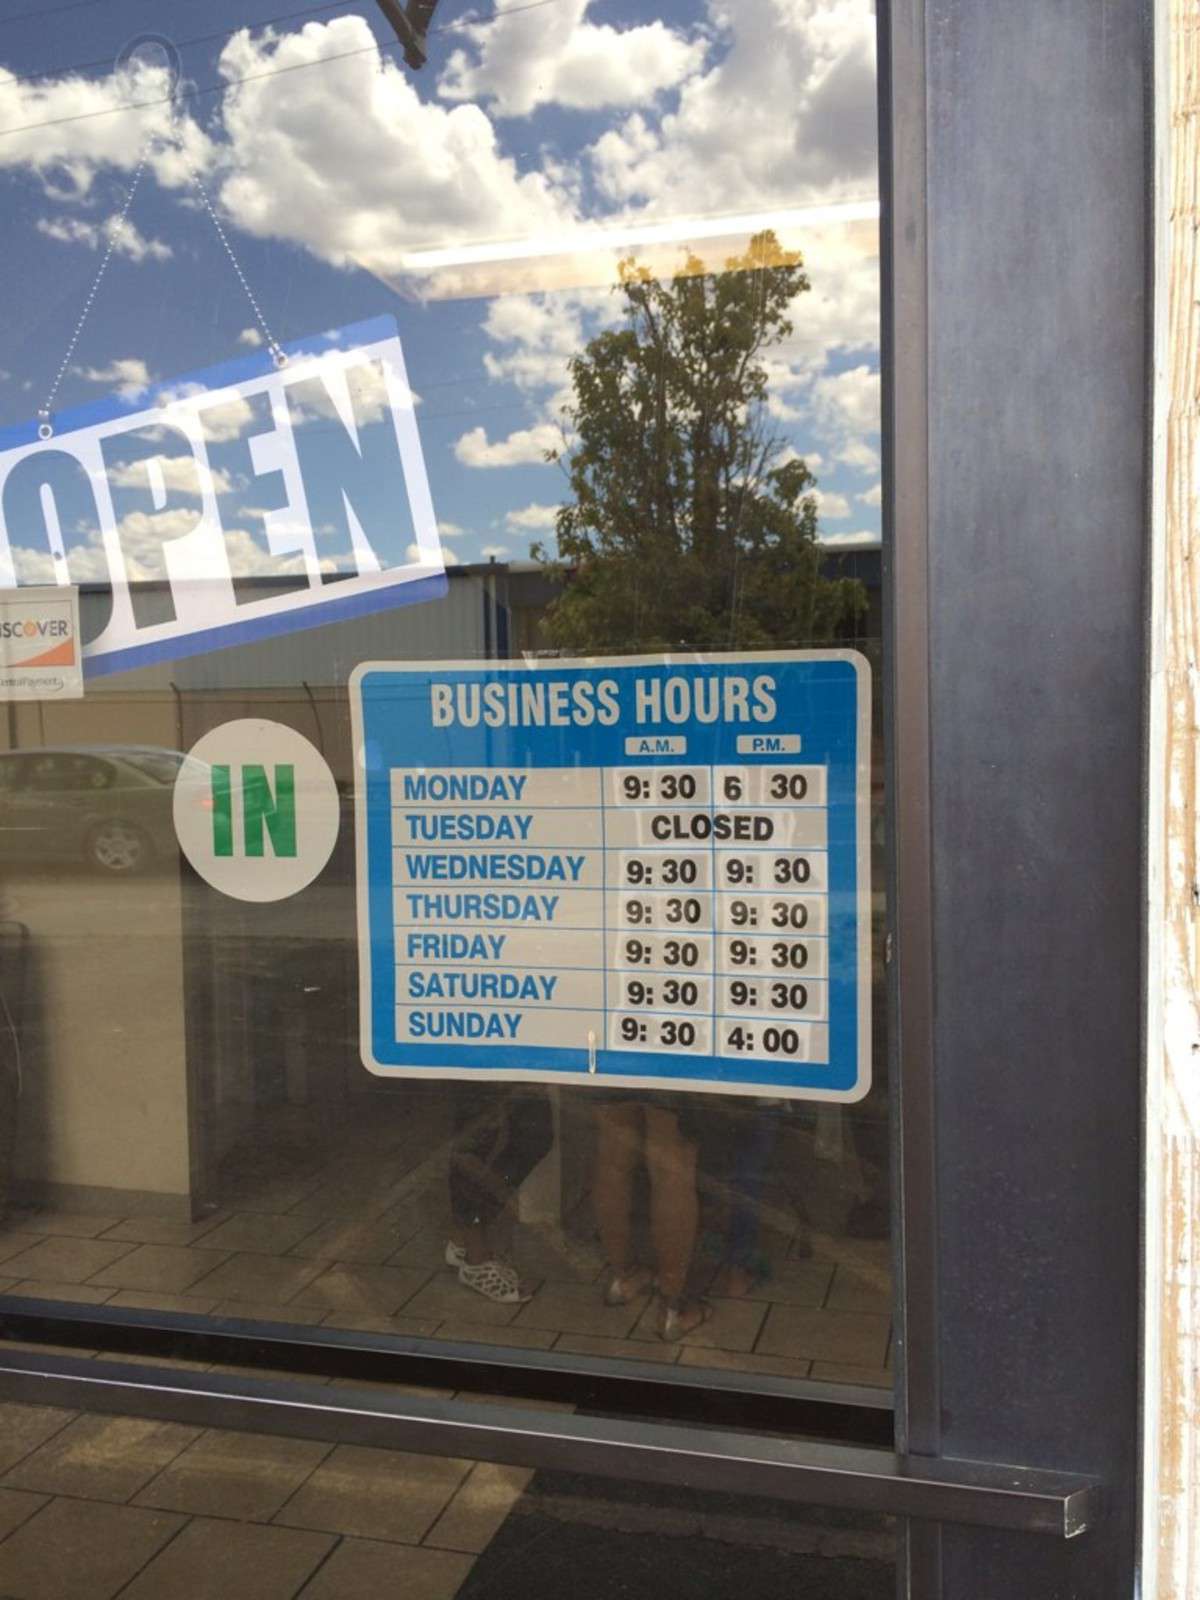 OPEN
DISCOVER
CentralPayment
BUSINESS HOURS
A.M. P.M.
MONDAY 9: 30 6 30
TUESDAY CLOSED
WEDNESDAY 9: 30 9: 30
THURSDAY 9: 30 9: 30
FRIDAY 9: 30 9: 30
SATURDAY 9: 30 9: 30
SUNDAY 9: 30 4: 00
IN